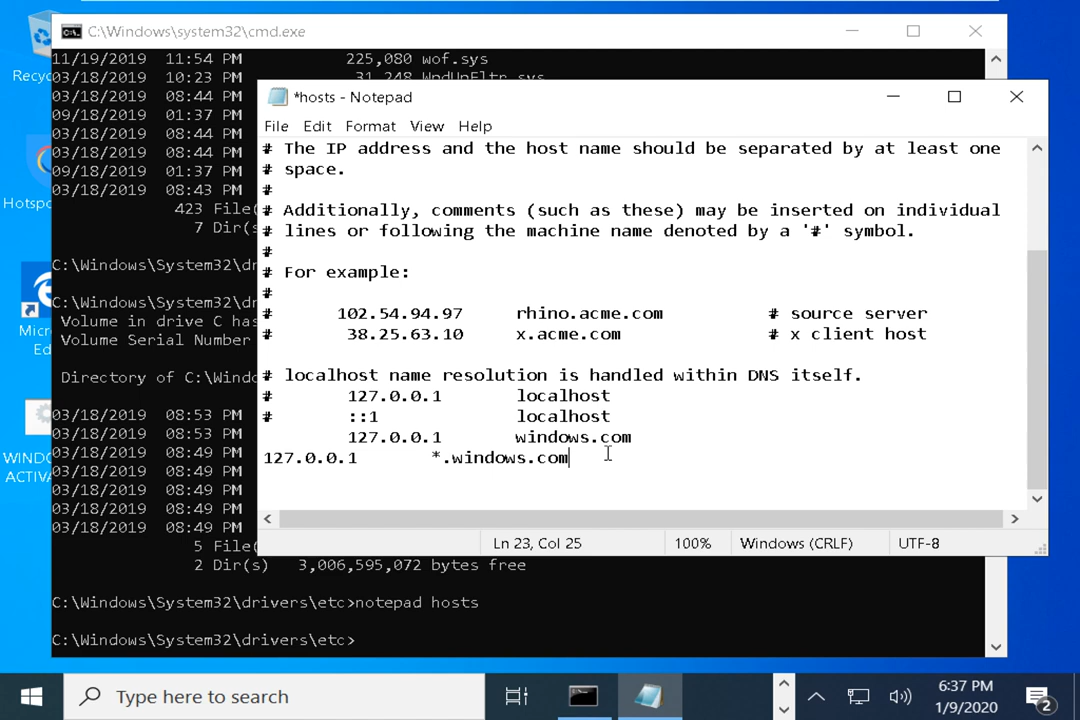 C:\Windows\system32\cmd.exe
11/19/2019 11:54 PM 225,080 wof.sys
03/18/2019 10:23 PM 31,248 WndUnFltr.sys
03/18/2019 08:44 PM
09/18/2019 01:37 PM
03/18/2019 08:44 PM
03/18/2019 08:44 PM
09/18/2019 01:37 PM
03/18/2019 08:43 PM
423 File(s
7 Dir(s
C:\Windows\System32\dr
C:\Windows\System32\dr
Volume in drive C has
Volume Serial Number
Directory of C:\Windo
03/18/2019 08:53 PM
03/18/2019 08:53 PM
03/18/2019 08:49 PM
03/18/2019 08:49 PM
03/18/2019 08:49 PM
03/18/2019 08:49 PM
03/18/2019 08:49 PM
5 File(
2 Dir(s) 3,006,595,072 bytes free
C:\Windows\System32\drivers\etc>notepad hosts
C:\Windows\System32\drivers\etc>
*hosts - Notepad
File Edit Format View Help
# The IP address and the host name should be separated by at least one
# space.
#
# Additionally, comments (such as these) may be inserted on individual
# lines or following the machine name denoted by a '#' symbol.
#
# For example:
#
# 102.54.94.97 rhino.acme.com # source server
# 38.25.63.10 x.acme.com # x client host
# localhost name resolution is handled within DNS itself.
# 127.0.0.1 localhost
# ::1 localhost
127.0.0.1 windows.com
127.0.0.1 *.windows.com
Ln 23, Col 25 100% Windows (CRLF) UTF-8
Recyc
Hotspo
Micr
Ed
WIND
ACTIVA
Type here to search
6:37 PM
1/9/2020
2